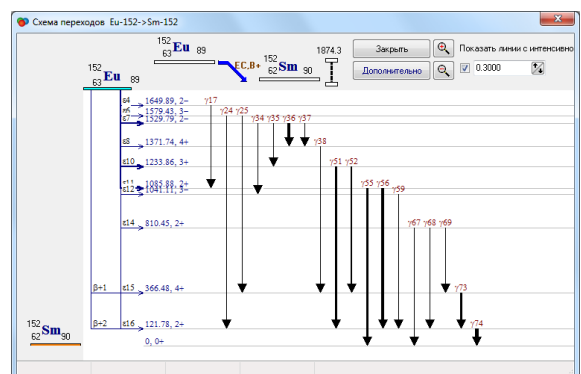 Схема переходов Eu-152->Sm-152
152 Eu 63 89
EC,B+
152 Sm 62 90
1874.3
Закрыть
Показать линии с интенсивно
Дополнительно
0.3000
152 Eu 63 89
ε4 1649.89, 2−
ε6 1579.43, 3−
ε7 1529.79, 2−
ε8 1371.74, 4+
ε10 1233.86, 3+
ε11 1085.88, 2+
ε12 1041.11, 3−
ε14 810.45, 2+
β+1 ε15 366.48, 4+
β+2 ε16 121.78, 2+
0, 0+
γ17
γ24 γ25
γ34 γ35 γ36 γ37
γ38
γ51 γ52
γ55 γ56
γ59
γ67 γ68 γ69
γ73
γ74
152 Sm 62 90